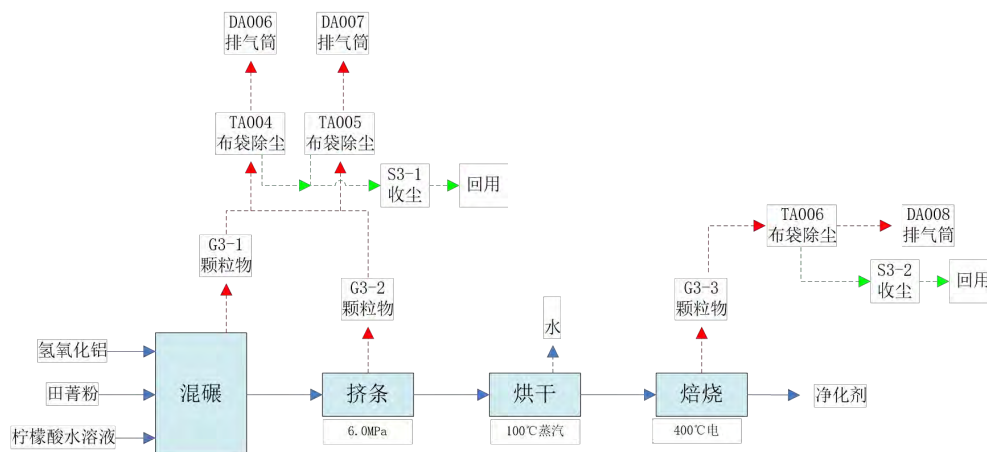 DA006
排气筒
DA007
排气筒
TA004
布袋除尘
TA005
布袋除尘
S3-1
收尘
回用
G3-1
颗粒物
G3-2
颗粒物
TA006
布袋除尘
DA008
排气筒
S3-2
收尘
回用
G3-3
颗粒物
水
氢氧化铝
田菁粉
柠檬酸水溶液
混碾
挤条
6.0MPa
烘干
100℃蒸汽
焙烧
400℃电
净化剂